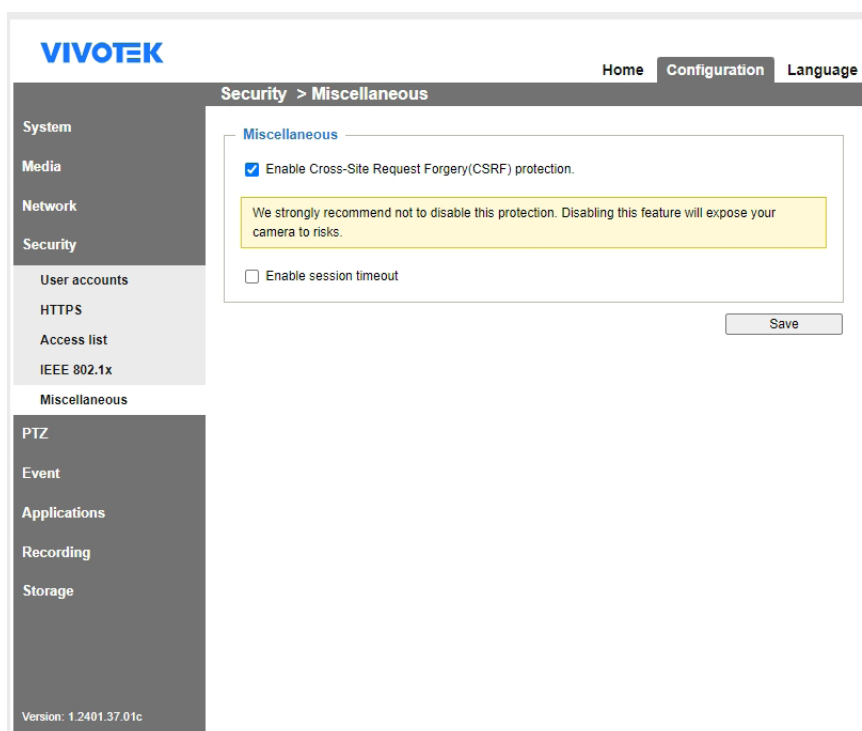 VIVOTEK
Home Configuration Language
Security > Miscellaneous
System
Media
Network
Security
User accounts
HTTPS
Access list
IEEE 802.1x
Miscellaneous
PTZ
Event
Applications
Recording
Storage
Version: 1.2401.37.01c
Miscellaneous
Enable Cross-Site Request Forgery(CSRF) protection.
We strongly recommend not to disable this protection. Disabling this feature will expose your
camera to risks.
Enable session timeout
Save